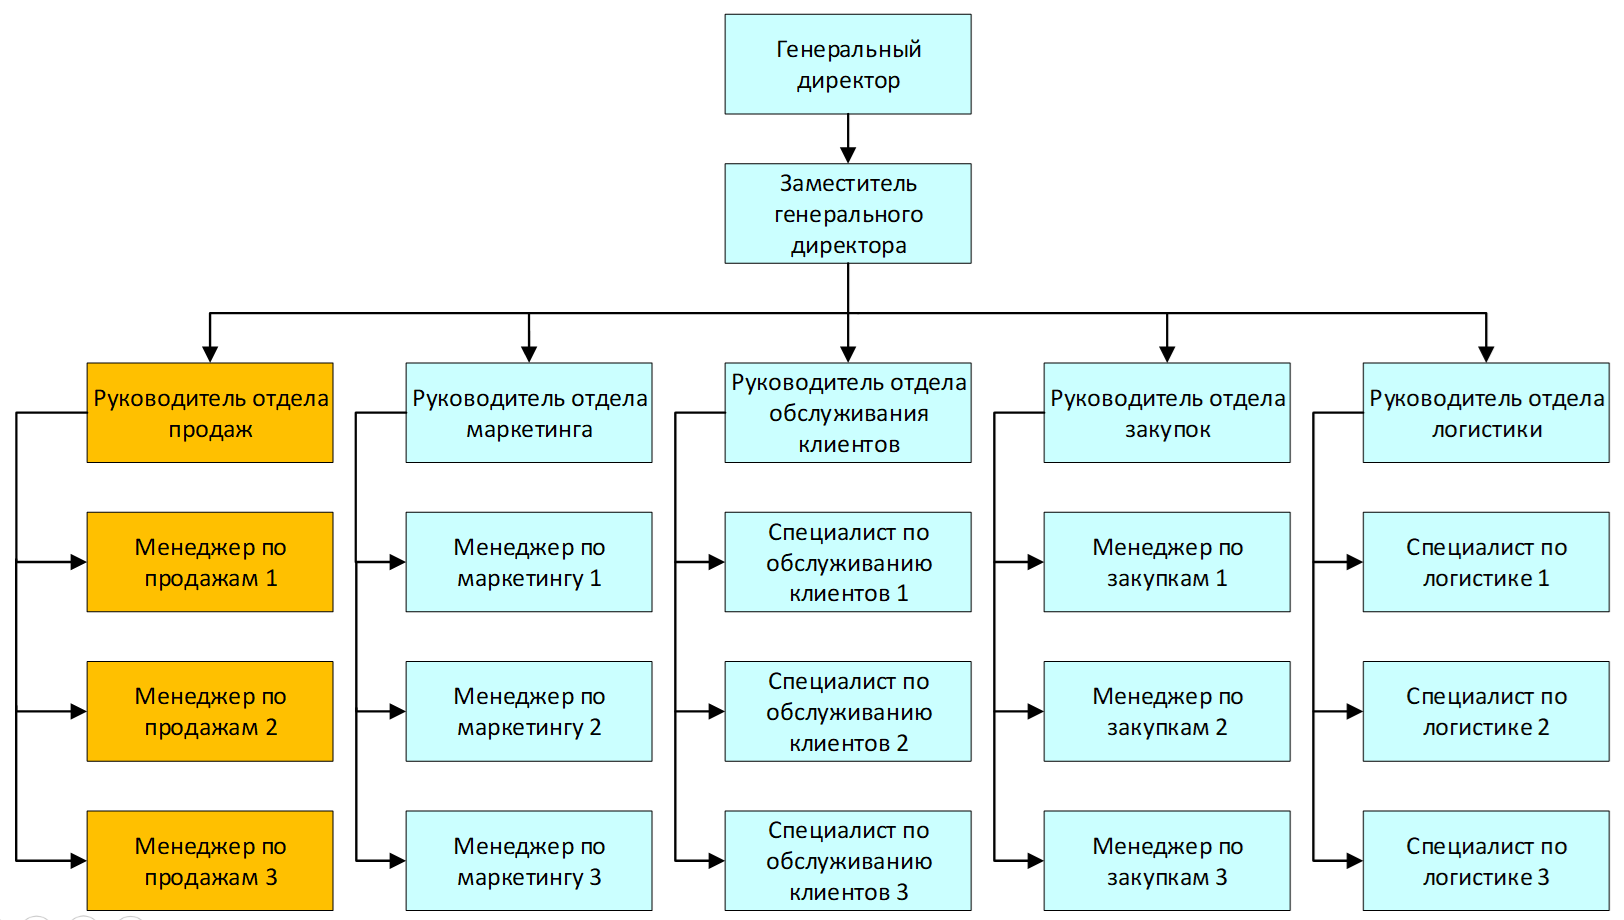 Генеральный
директор
Заместитель
генерального
директора
Руководитель отдела
продаж
Руководитель отдела
маркетинга
Руководитель отдела
обслуживания
клиентов
Руководитель отдела
закупок
Руководитель отдела
логистики
Менеджер по
продажам 1
Менеджер по
маркетингу 1
Специалист по
обслуживанию
клиентов 1
Менеджер по
закупкам 1
Специалист по
логистике 1
Менеджер по
продажам 2
Менеджер по
маркетингу 2
Специалист по
обслуживанию
клиентов 2
Менеджер по
закупкам 2
Специалист по
логистике 2
Менеджер по
продажам 3
Менеджер по
маркетингу 3
Специалист по
обслуживанию
клиентов 3
Менеджер по
закупкам 3
Специалист по
логистике 3